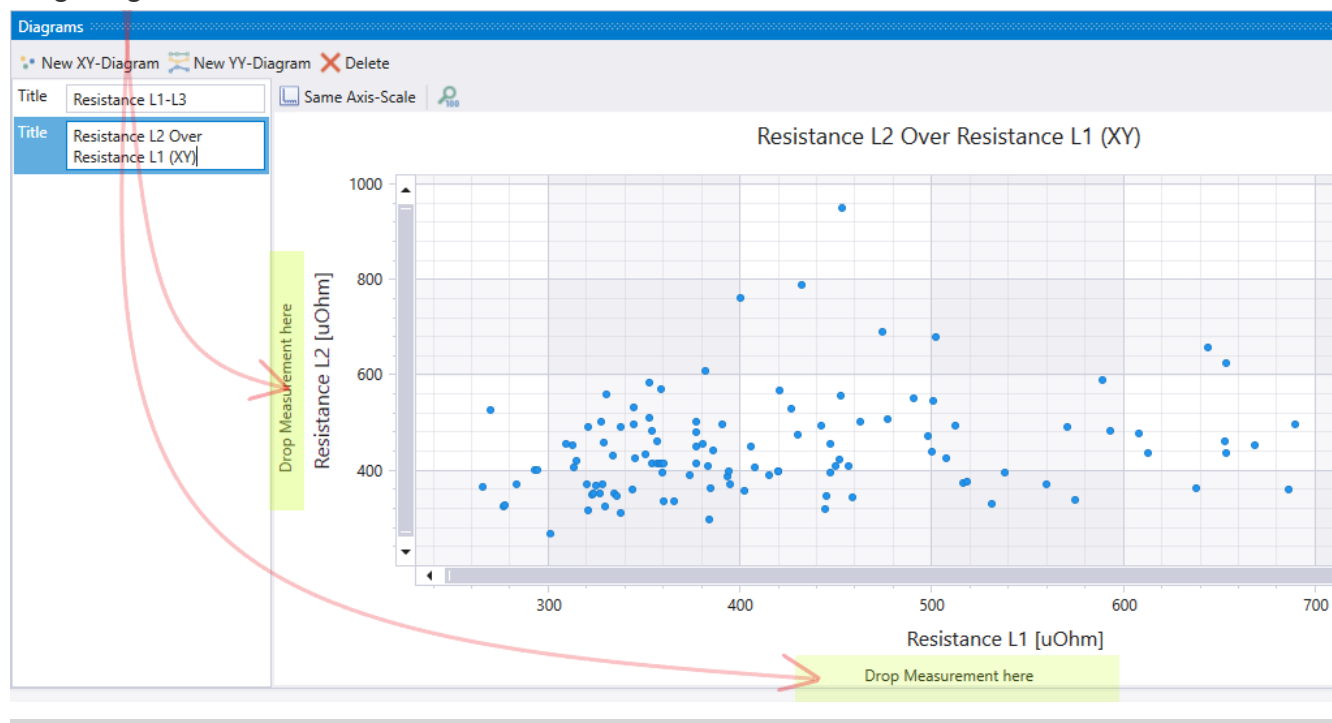 Diagrams
New XY-Diagram New YY-Diagram Delete
Title Resistance L1-L3
Title Resistance L2 Over
Resistance L1 (XY)
Same Axis-Scale 100
Resistance L2 Over Resistance L1 (XY)
Drop Measurement here
Resistance L2 [uOhm]
1000
800
600
400
300 400 500 600 700
Resistance L1 [uOhm]
Drop Measurement here